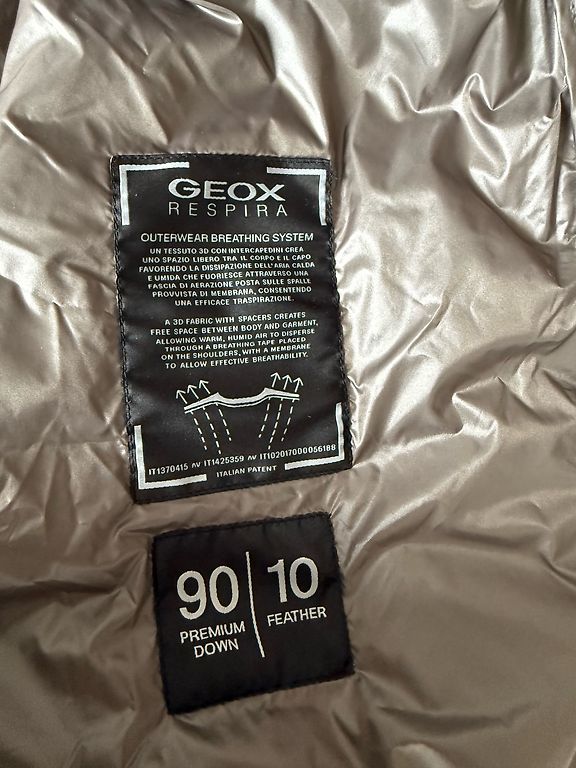 GEOX
RESPIRA
OUTERWEAR BREATHING SYSTEM
UN TESSUTO 3D CON INTERCAPEDINI CREA
UNO SPAZIO LIBERO TRA IL CORPO E IL CAPO
FAVORENDO LA DISSIPAZIONE DELL'ARIA CALDA
E UMIDA CHE FUORIESCE ATTRAVERSO UNA
FASCIA DI AERAZIONE POSTA SULLE SPALLE
PROVVISTA DI MEMBRANA, CONSENTENDO
UNA EFFICACE TRASPIRAZIONE.
A 3D FABRIC WITH SPACERS CREATES
FREE SPACE BETWEEN BODY AND GARMENT,
ALLOWING WARM, HUMID AIR TO DISPERSE
THROUGH A BREATHING TAPE PLACED
ON THE SHOULDERS, WITH A MEMBRANE
TO ALLOW EFFECTIVE BREATHABILITY.
IT1370415 AV IT1425359 AV IT102017000056188
ITALIAN PATENT
90
PREMIUM
DOWN
10
FEATHER